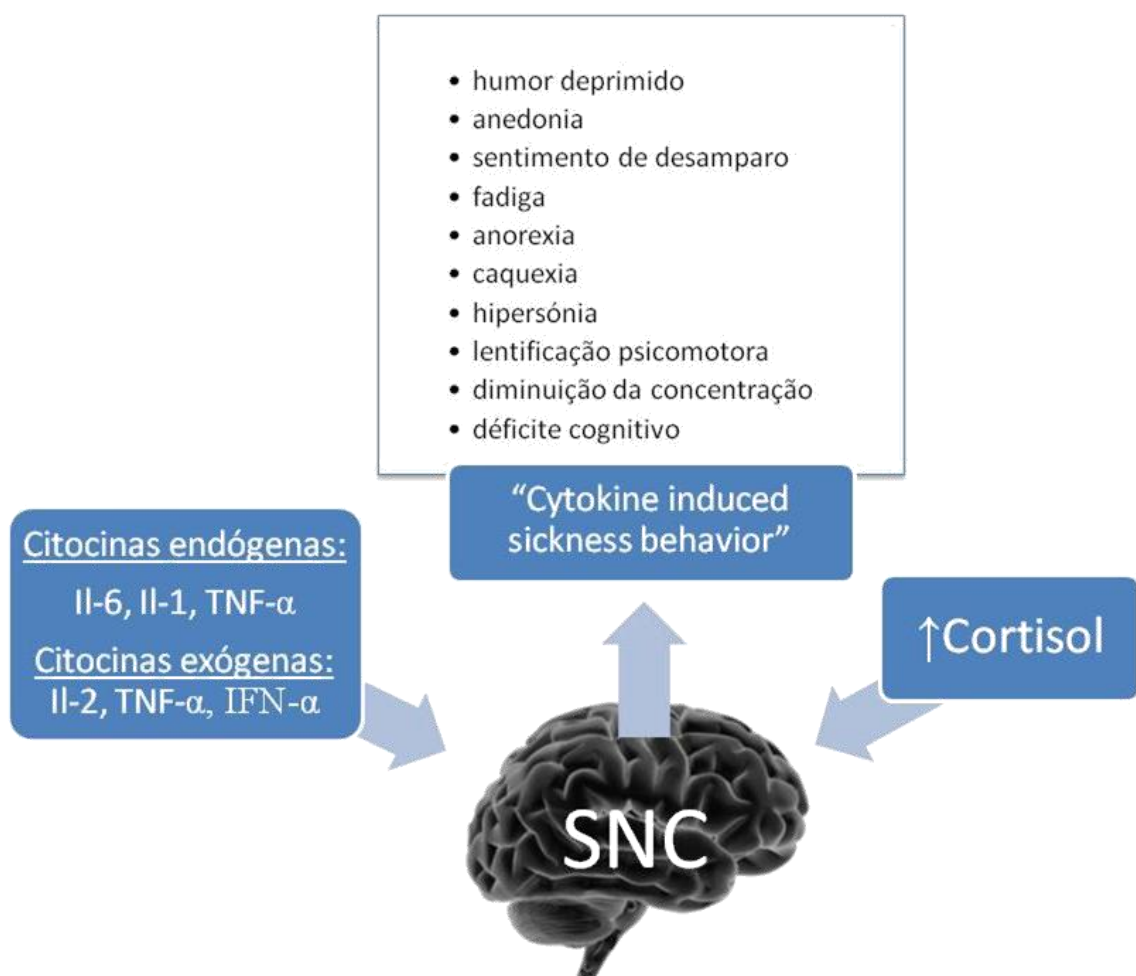 • humor deprimido
• anedonia
• sentimento de desamparo
• fadiga
• anorexia
• caquexia
• hipersónia
• lentificação psicomotora
• diminuição da concentração
• déficite cognitivo
“Cytokine induced
sickness behavior”
Citocinas endógenas:
Il-6, Il-1, TNF-α
Citocinas exógenas:
Il-2, TNF-α, IFN-α
↑Cortisol
SNC